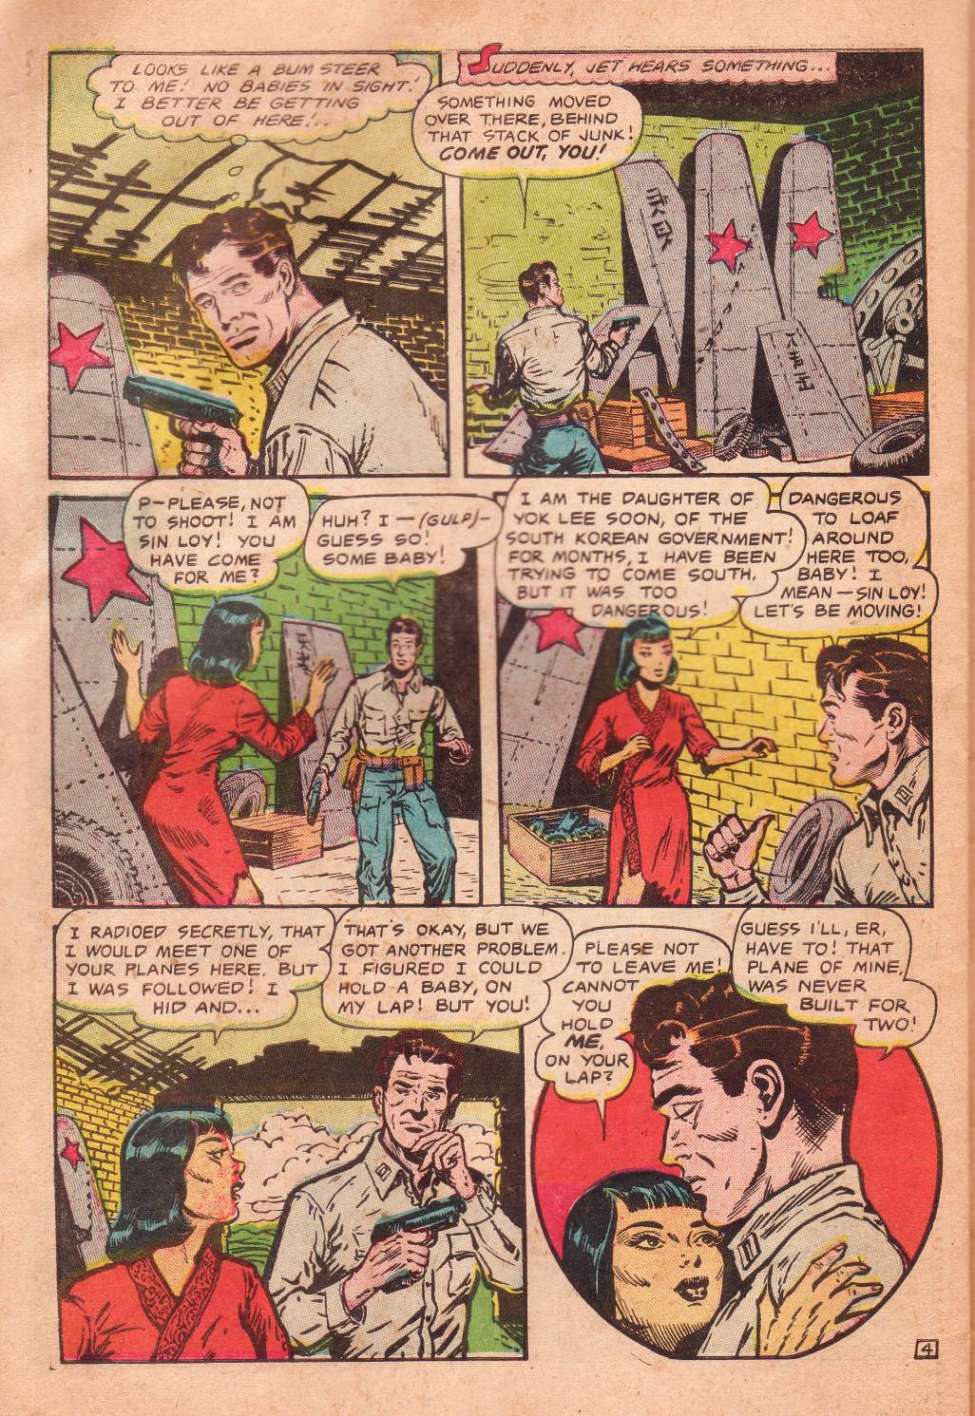 LOOKS LIKE A BUM STEER
TO ME! NO BABIES IN SIGHT!
I BETTER BE GETTING
OUT OF HERE!..
SUDDENLY, JET HEARS SOMETHING...
SOMETHING MOVED
OVER THERE, BEHIND
THAT STACK OF JUNK!
COME OUT, YOU!
P-PLEASE, NOT
TO SHOOT! I AM
SIN LOY! YOU
HAVE COME
FOR ME?
HUH? I—(GULP)—
GUESS SO!
SOME BABY!
I AM THE DAUGHTER OF
YOK LEE SOON, OF THE
SOUTH KOREAN GOVERNMENT!
FOR MONTHS, I HAVE BEEN
TRYING TO COME SOUTH,
BUT IT WAS TOO
DANGEROUS!
DANGEROUS
TO LOAF
AROUND
HERE TOO,
BABY! I
MEAN—SIN LOY!
LET'S BE MOVING!
I RADIOED SECRETLY, THAT
I WOULD MEET ONE OF
YOUR PLANES HERE. BUT
I WAS FOLLOWED! I
HID AND...
THAT'S OKAY, BUT WE
GOT ANOTHER PROBLEM.
I FIGURED I COULD
HOLD A BABY, ON
MY LAP! BUT YOU!
PLEASE NOT
TO LEAVE ME!
CANNOT
YOU
HOLD
ME,
ON YOUR
LAP?
GUESS I'LL, ER,
HAVE TO! THAT
PLANE OF MINE,
WAS NEVER
BUILT FOR
TWO!
4